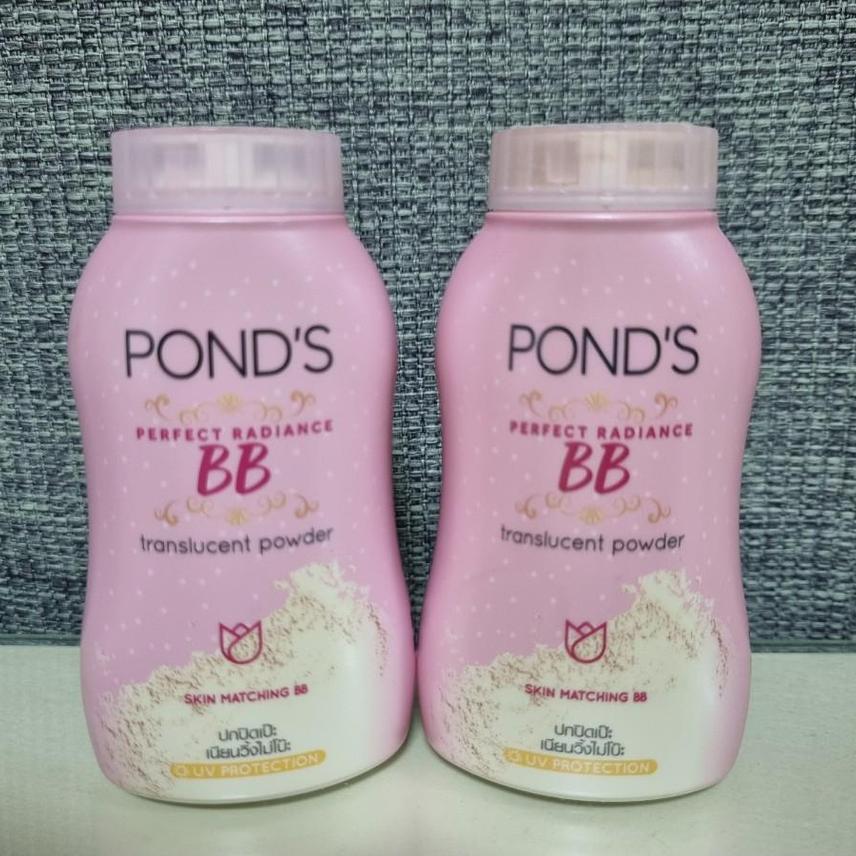 POND'S
PERFECT RADIANCE
BB
translucent powder
SKIN MATCHING BB
ปกปิดเป๊ะ
เนียนวิ้งไม่โป๊ะ
UV PROTECTION
POND'S
PERFECT RADIANCE
BB
translucent powder
SKIN MATCHING BB
ปกปิดเป๊ะ
เนียนวิ้งไม่โป๊ะ
UV PROTECTION